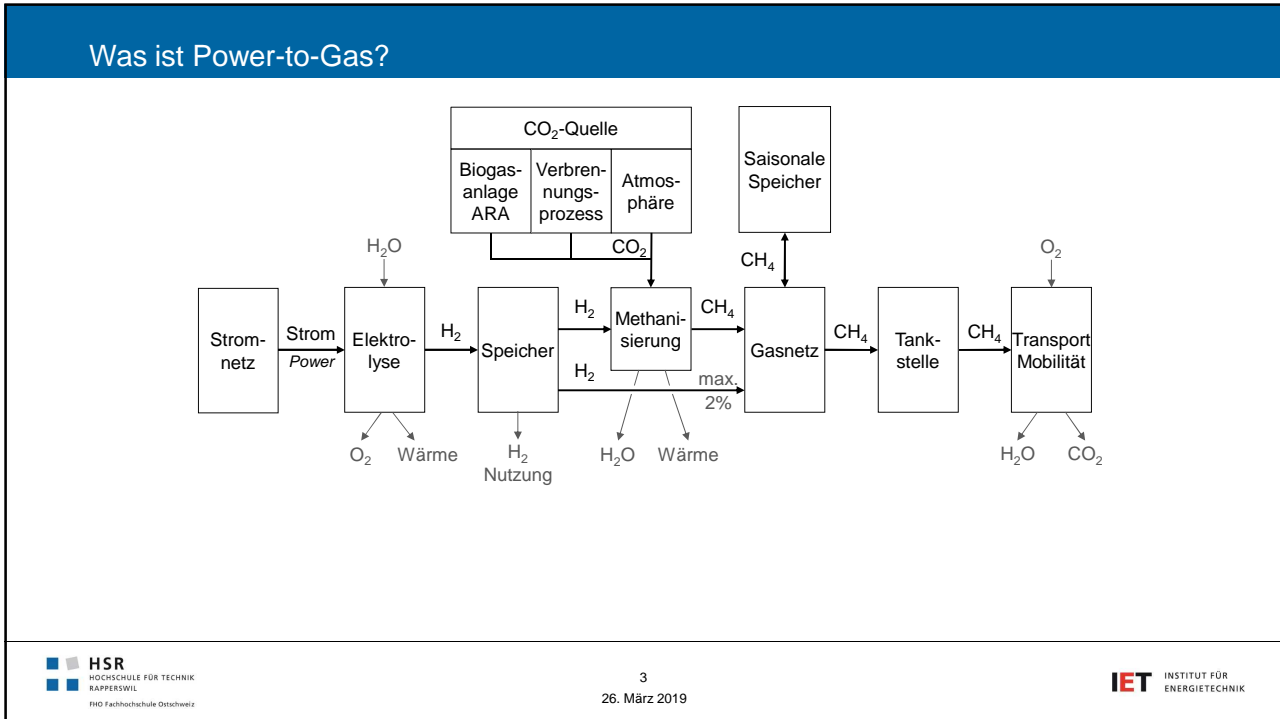 Was ist Power-to-Gas?
CO₂-Quelle
Biogas-
anlage
ARA
Verbren-
nungs-
prozess
Atmos-
phäre
Saisonale
Speicher
H₂O
CO₂
CH₄
O₂
Strom-
netz
Strom
Power
Elektro-
lyse
H₂
Speicher
H₂
H₂
Methani-
sierung
CH₄
max.
2%
Gasnetz
CH₄
Tank-
stelle
CH₄
Transport
Mobilität
O₂
Wärme
H₂
Nutzung
H₂O
Wärme
H₂O
CO₂
HSR
HOCHSCHULE FÜR TECHNIK
RAPPERSWIL
FHO Fachhochschule Ostschweiz
3
26. März 2019
IET INSTITUT FÜR
ENERGIETECHNIK